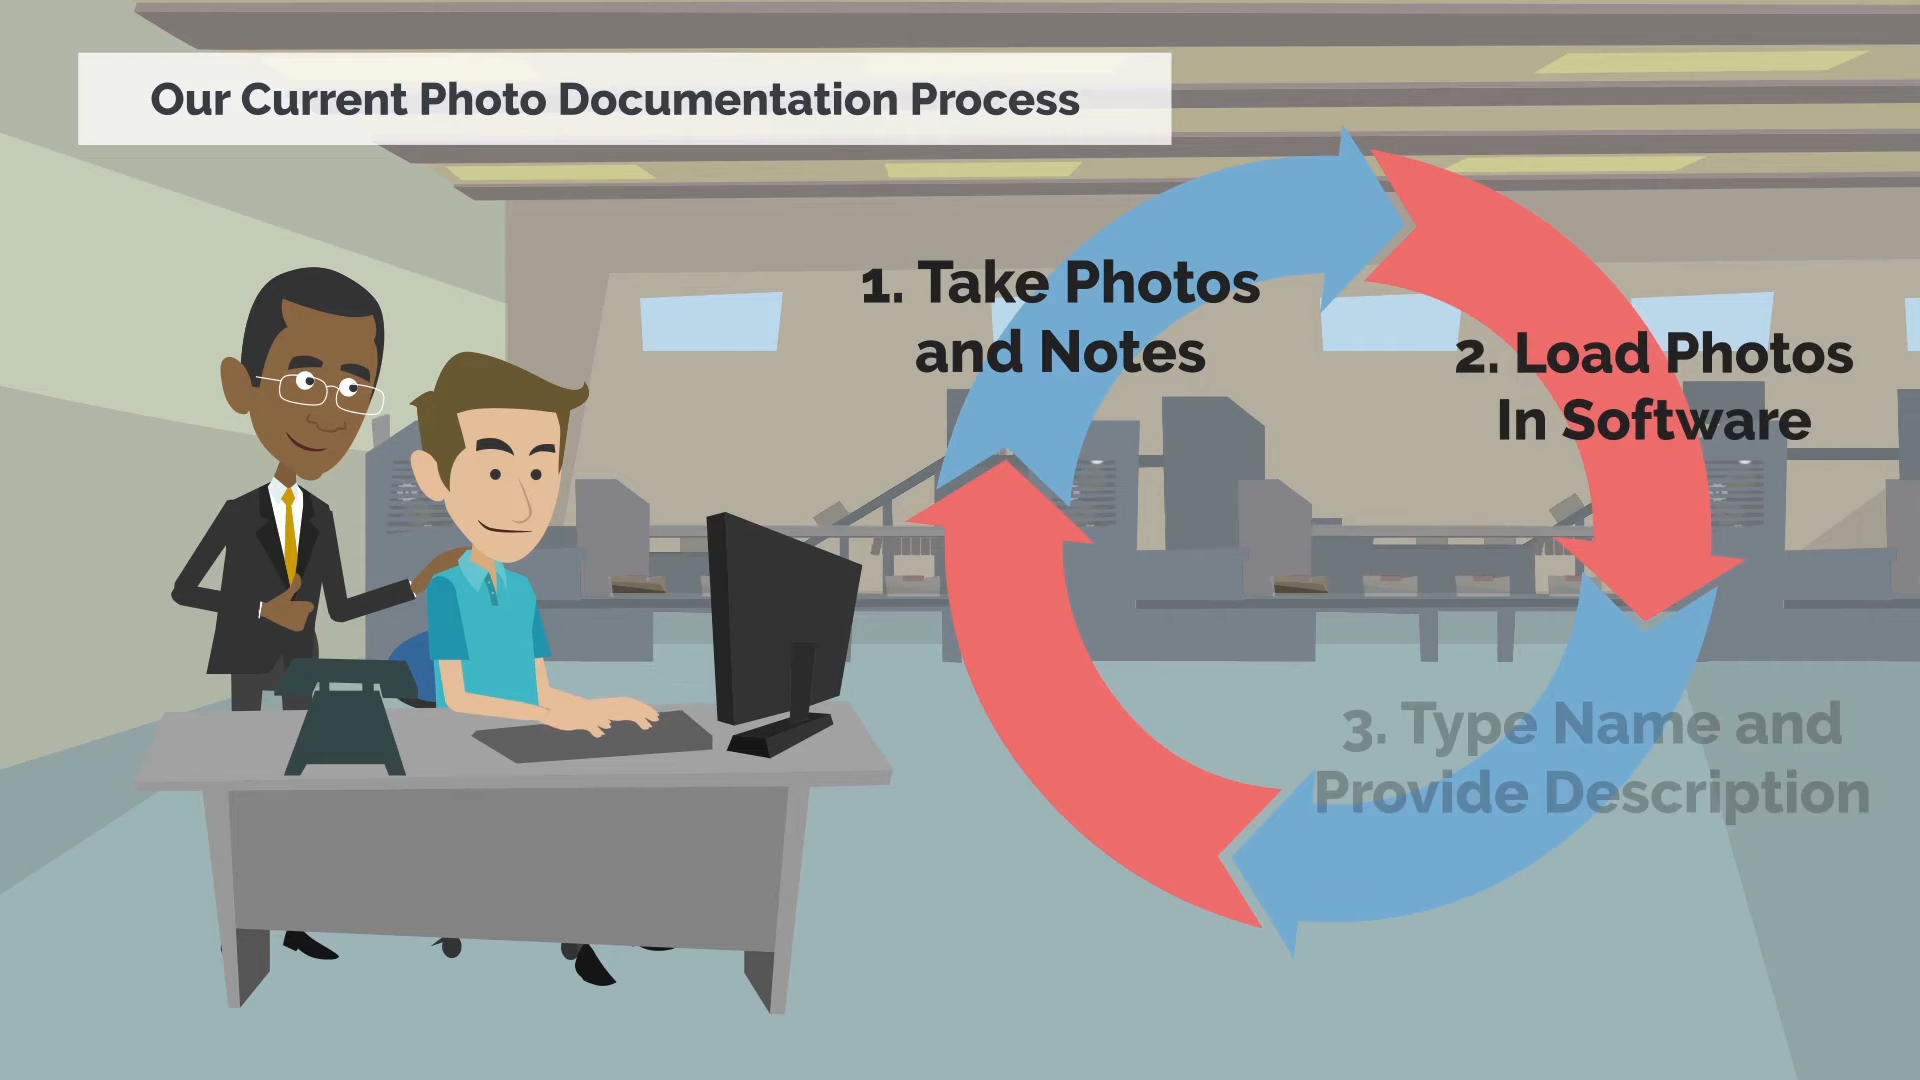 Our Current Photo Documentation Process
1. Take Photos
and Notes
2. Load Photos
In Software
3. Type Name and
Provide Description